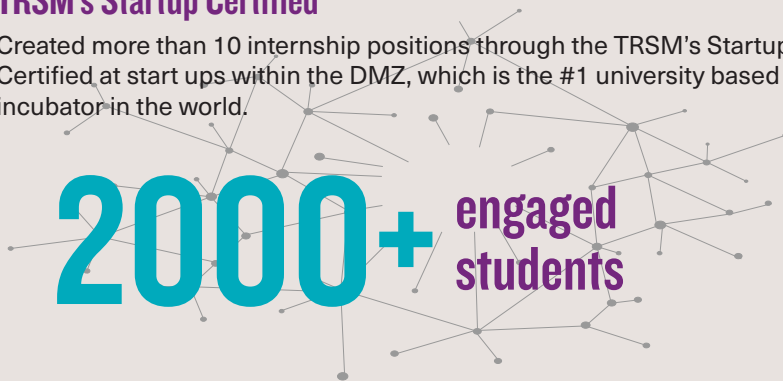 TRSM's Startup Certified
Created more than 10 internship positions through the TRSM's Startup
Certified at start ups within the DMZ, which is the #1 university based
incubator in the world.
2000+ engaged
students